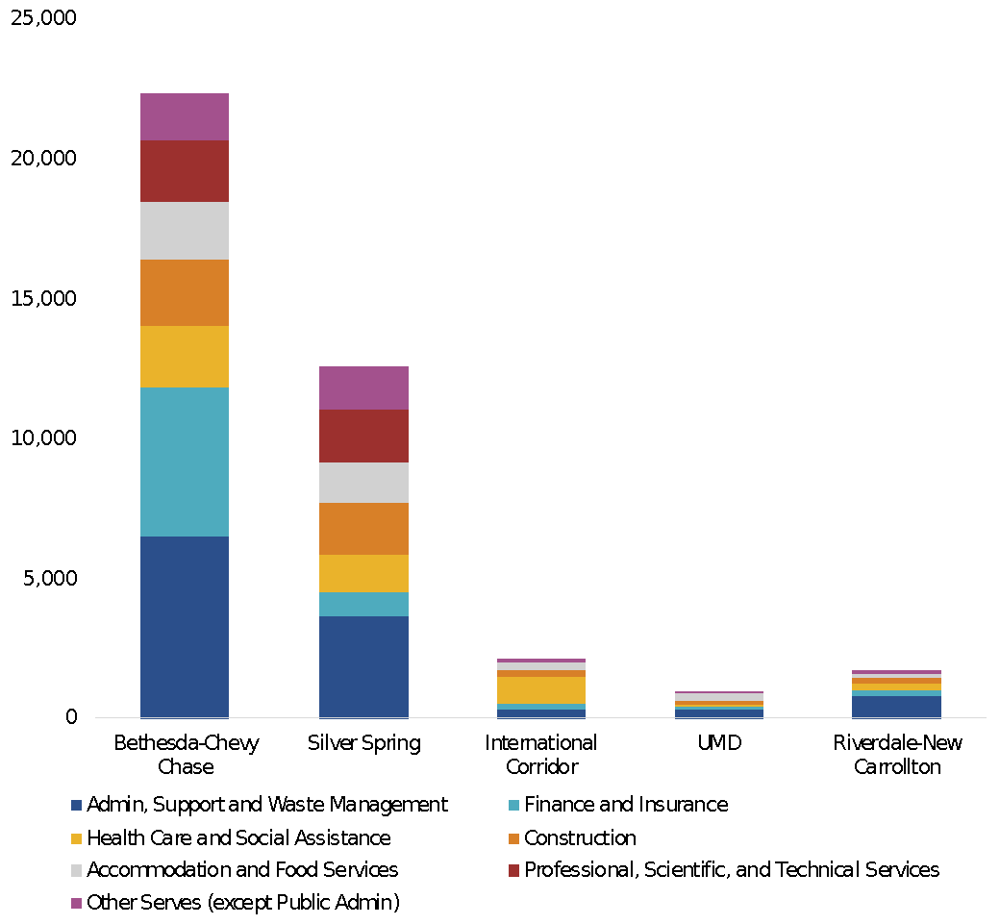 25,000
20,000
15,000
10,000
5,000
0
Bethesda-Chevy
Chase
Silver Spring
International
Corridor
UMD
Riverdale-New
Carrollton
Admin, Support and Waste Management
Finance and Insurance
Health Care and Social Assistance
Construction
Accommodation and Food Services
Professional, Scientific, and Technical Services
Other Serves (except Public Admin)